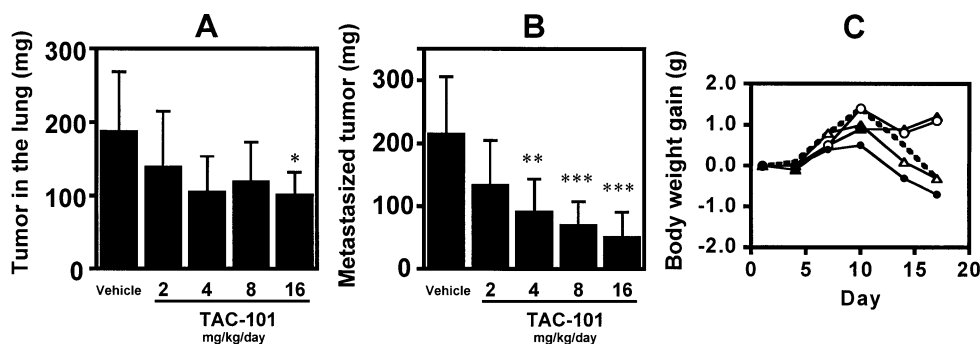 A
Tumor in the lung (mg)
300
200
100
0
*
Vehicle 2 4 8 16
TAC-101
mg/kg/day
B
Metastasized tumor (mg)
300
200
100
0
**
***
***
Vehicle 2 4 8 16
TAC-101
mg/kg/day
C
Body weight gain (g)
2.0
1.0
0.0
-1.0
-2.0
0 5 10 15 20
Day